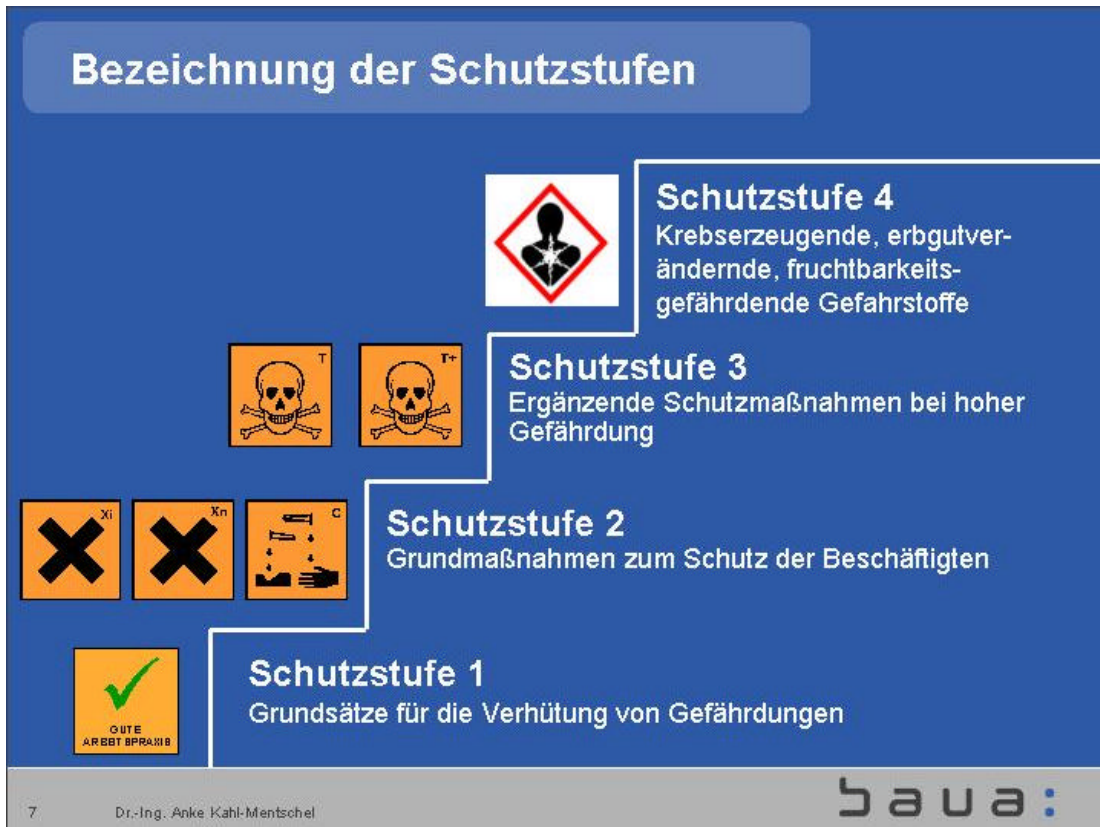 Bezeichnung der Schutzstufen
Schutzstufe 4
Krebserzeugende, erbgutver-
ändernde, fruchtbarkeits-
gefährdende Gefahrstoffe
T
T+
Schutzstufe 3
Ergänzende Schutzmaßnahmen bei hoher
Gefährdung
Xi
Xn
C
Schutzstufe 2
Grundmaßnahmen zum Schutz der Beschäftigten
GUTE
ARBEITSPRAXIS
Schutzstufe 1
Grundsätze für die Verhütung von Gefährdungen
7 Dr.-Ing. Anke Kahl-Mentschel
baua: